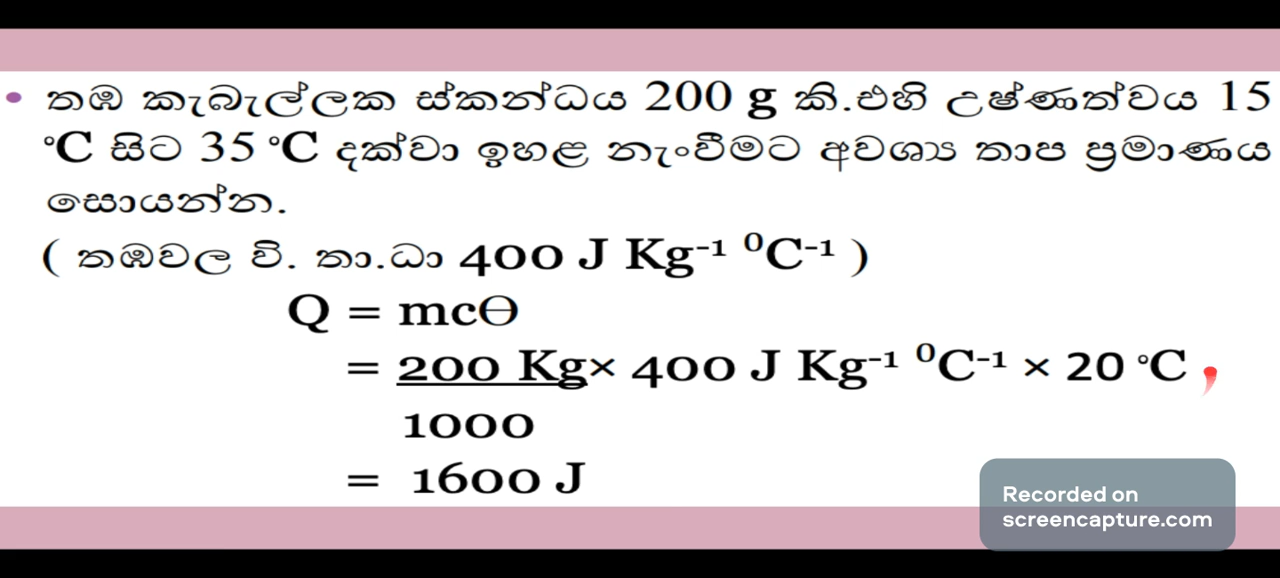 • තඹ කැබැල්ලක ස්කන්ධය 200 g කි.එහි උෂ්ණත්වය 15
°C සිට 35 °C දක්වා ඉහළ නැංවීමට අවශ්‍ය තාප ප්‍රමාණය
සොයන්න.
( තඹවල වි. තා.ධා 400 J Kg⁻¹ ⁰C⁻¹ )
Q = mcϴ
= 200 Kg× 400 J Kg⁻¹ ⁰C⁻¹ × 20 °C
1000
= 1600 J
Recorded on
screencapture.com